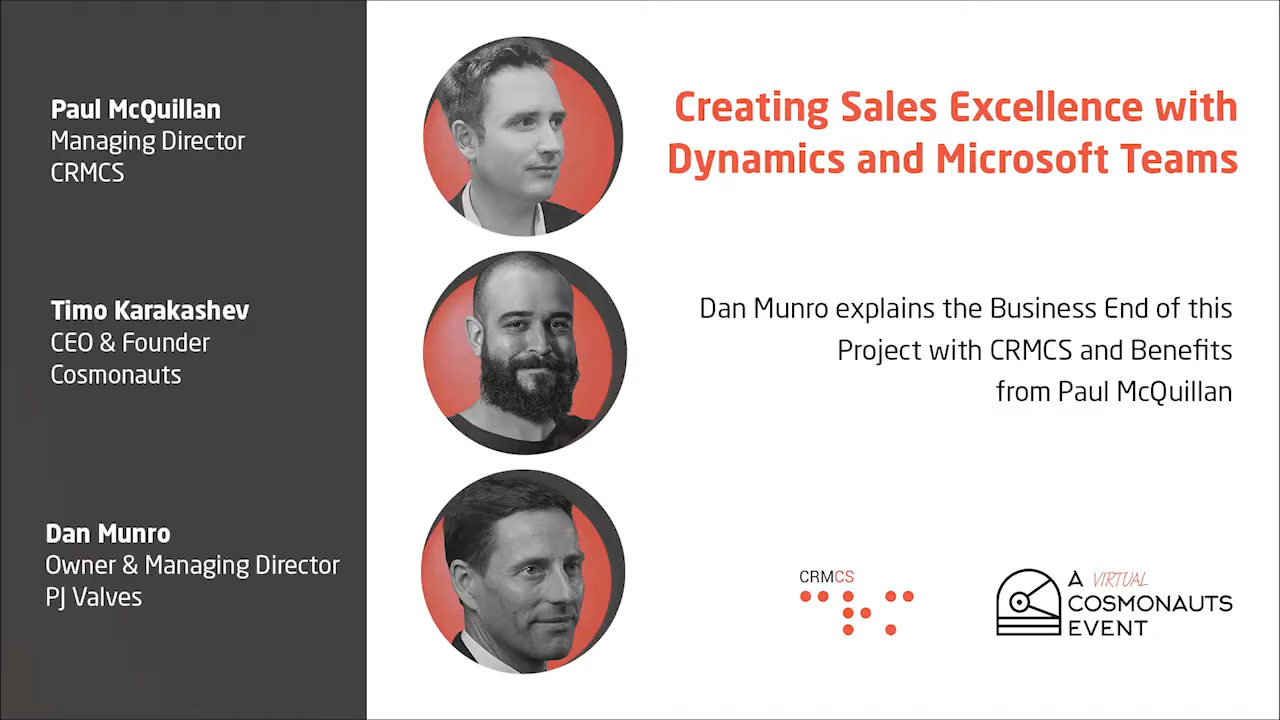 Paul McQuillan
Managing Director
CRMCS
Timo Karakashev
CEO & Founder
Cosmonauts
Dan Munro
Owner & Managing Director
PJ Valves
Creating Sales Excellence with
Dynamics and Microsoft Teams
Dan Munro explains the Business End of this
Project with CRMCS and Benefits
from Paul McQuillan
CRMCS
A VIRTUAL
COSMONAUTS
EVENT